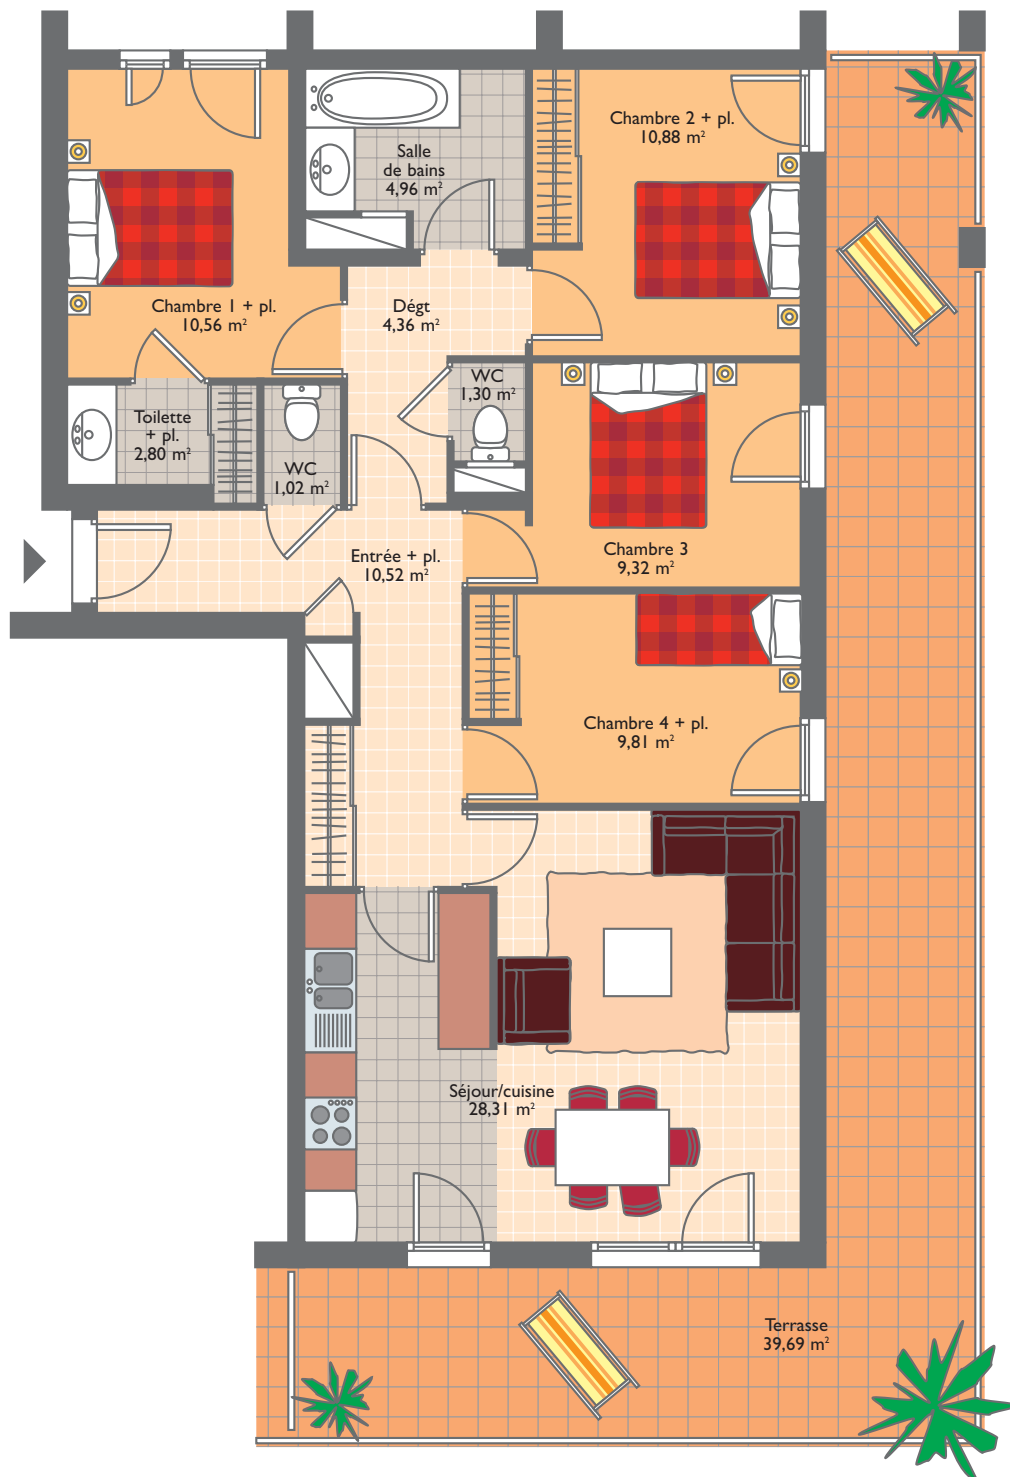 Chambre 2 + pl.
10,88 m²
Salle
de bains
4,96 m²
Chambre 1 + pl.
10,56 m²
Dégt
4,36 m²
WC
1,30 m²
Toilette
+ pl.
2,80 m²
WC
1,02 m²
Entrée + pl.
10,52 m²
Chambre 3
9,32 m²
Chambre 4 + pl.
9,81 m²
Séjour/cuisine
28,31 m²
Terrasse
39,69 m²